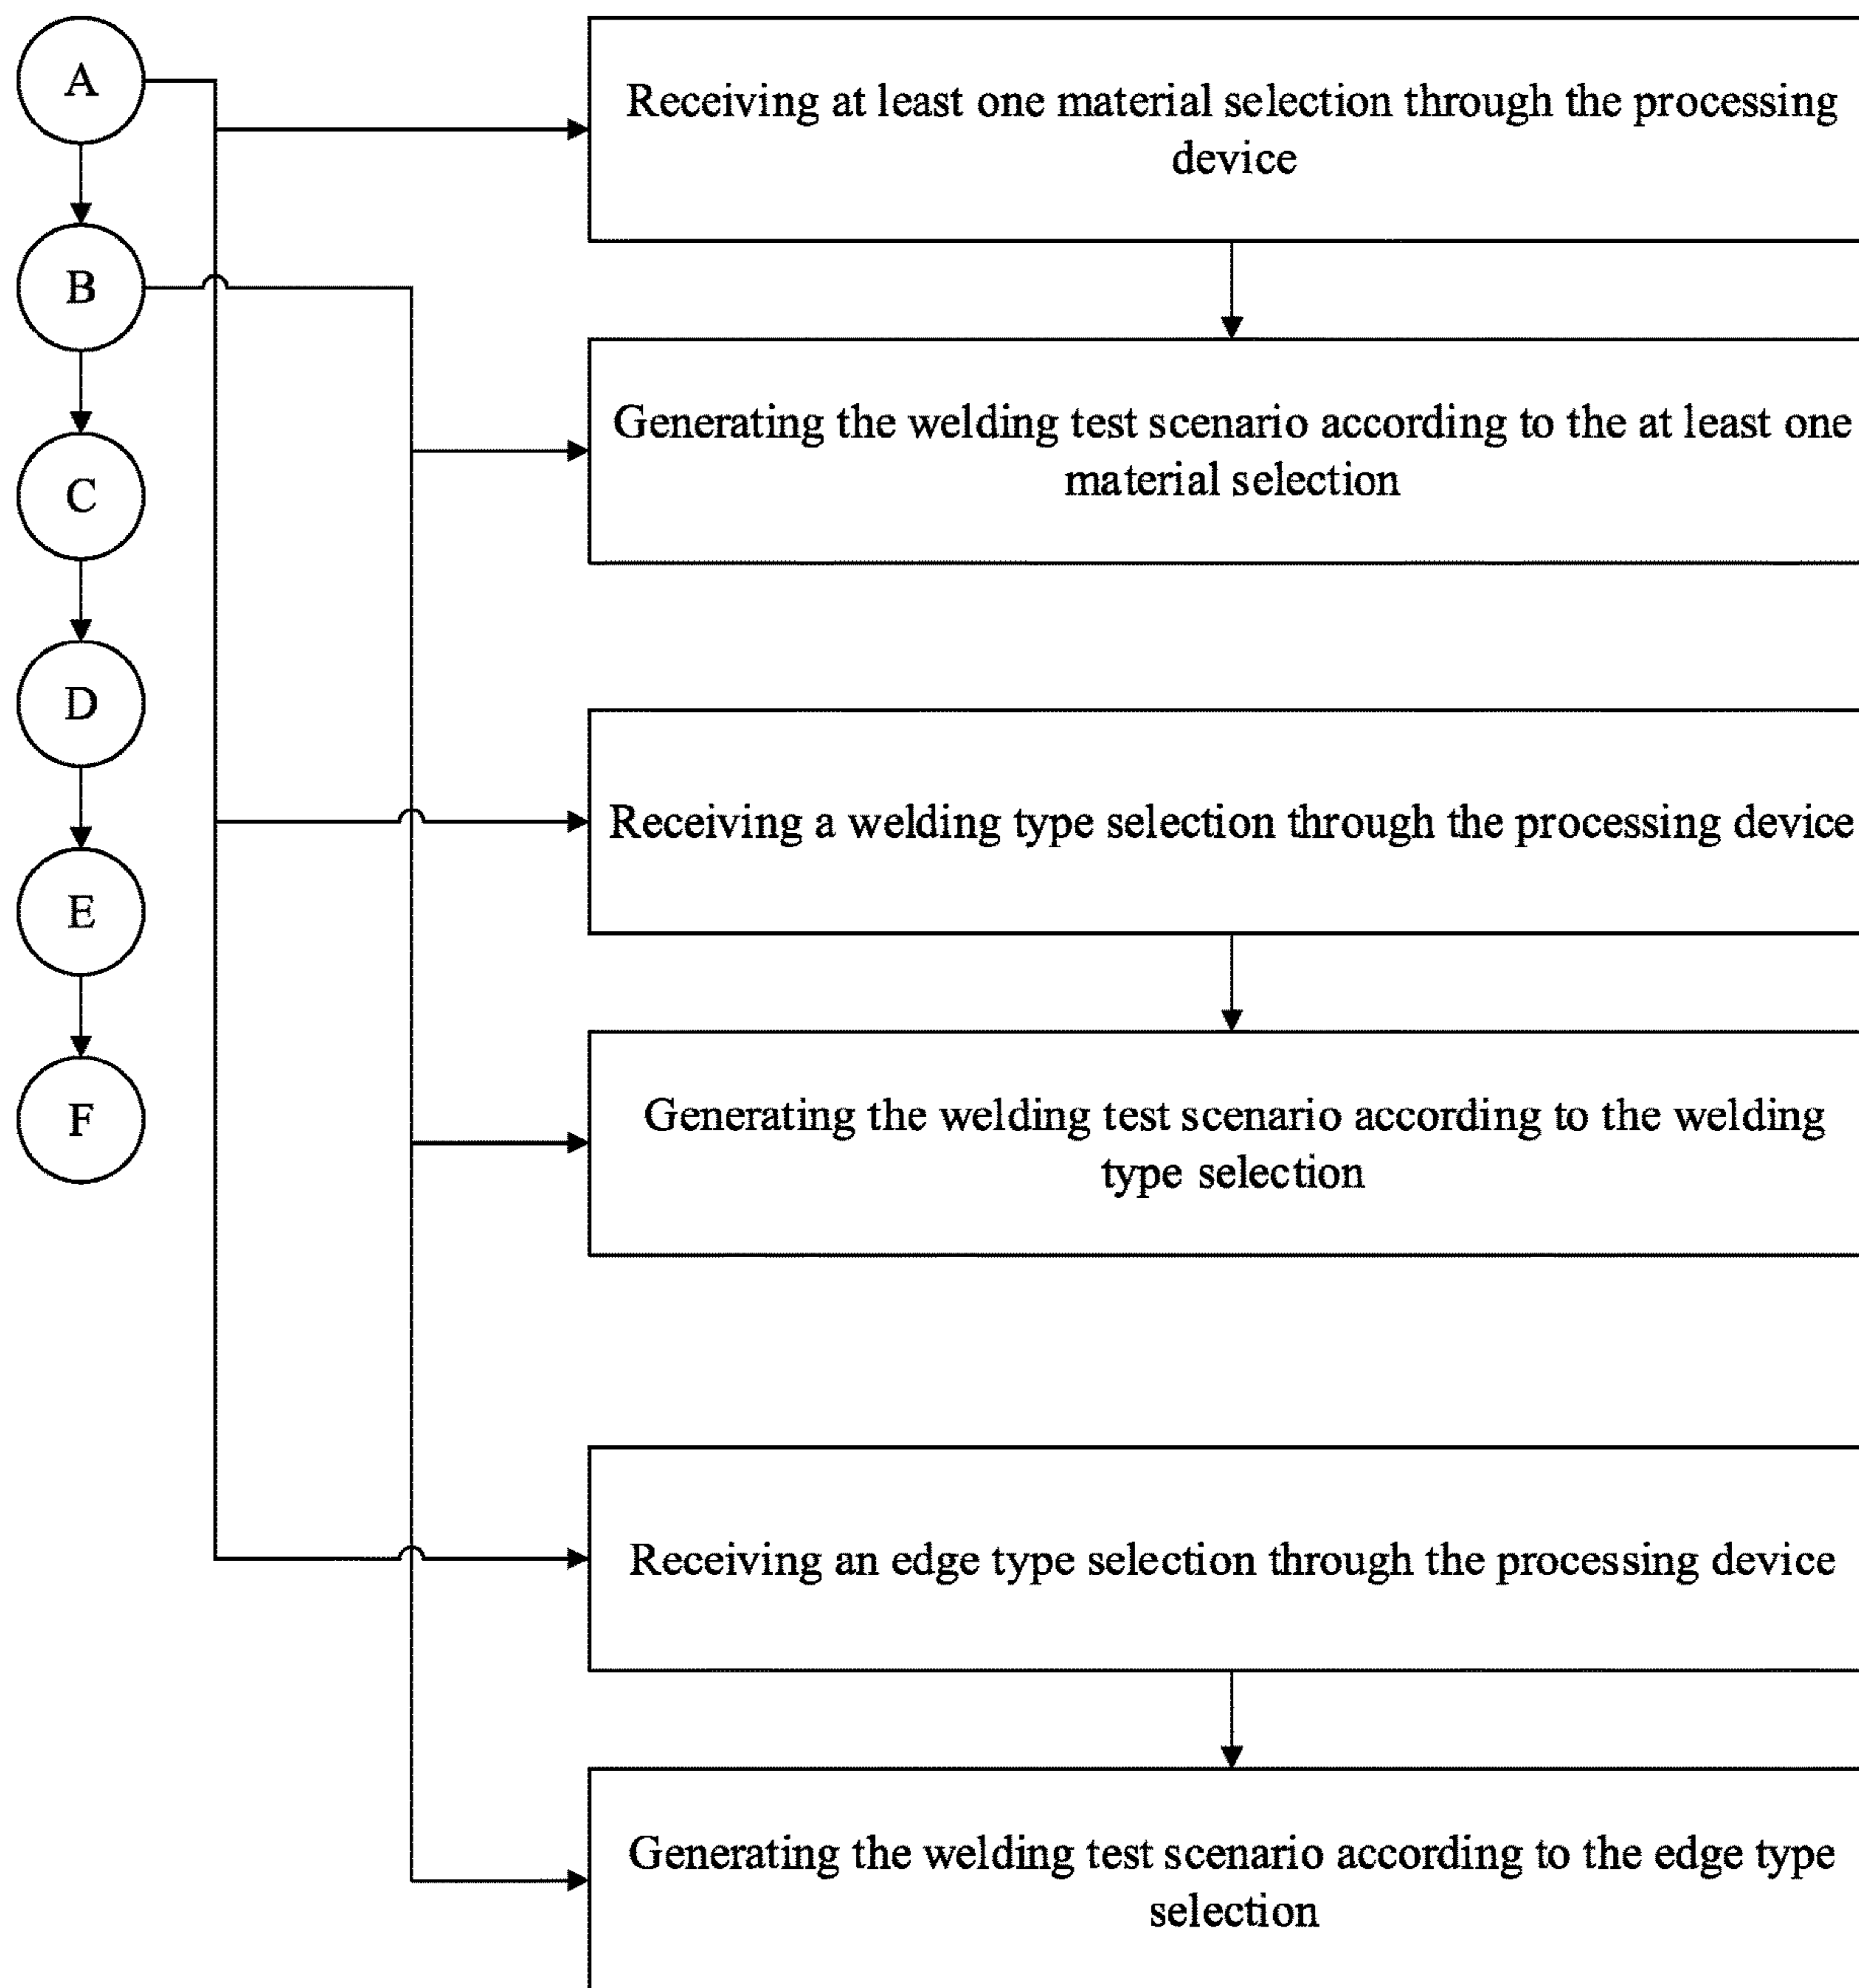 A
B
C
D
E
F
Receiving at least one material selection through the processing
device
Generating the welding test scenario according to the at least one
material selection
Receiving a welding type selection through the processing device
Generating the welding test scenario according to the welding
type selection
Receiving an edge type selection through the processing device
Generating the welding test scenario according to the edge type
selection